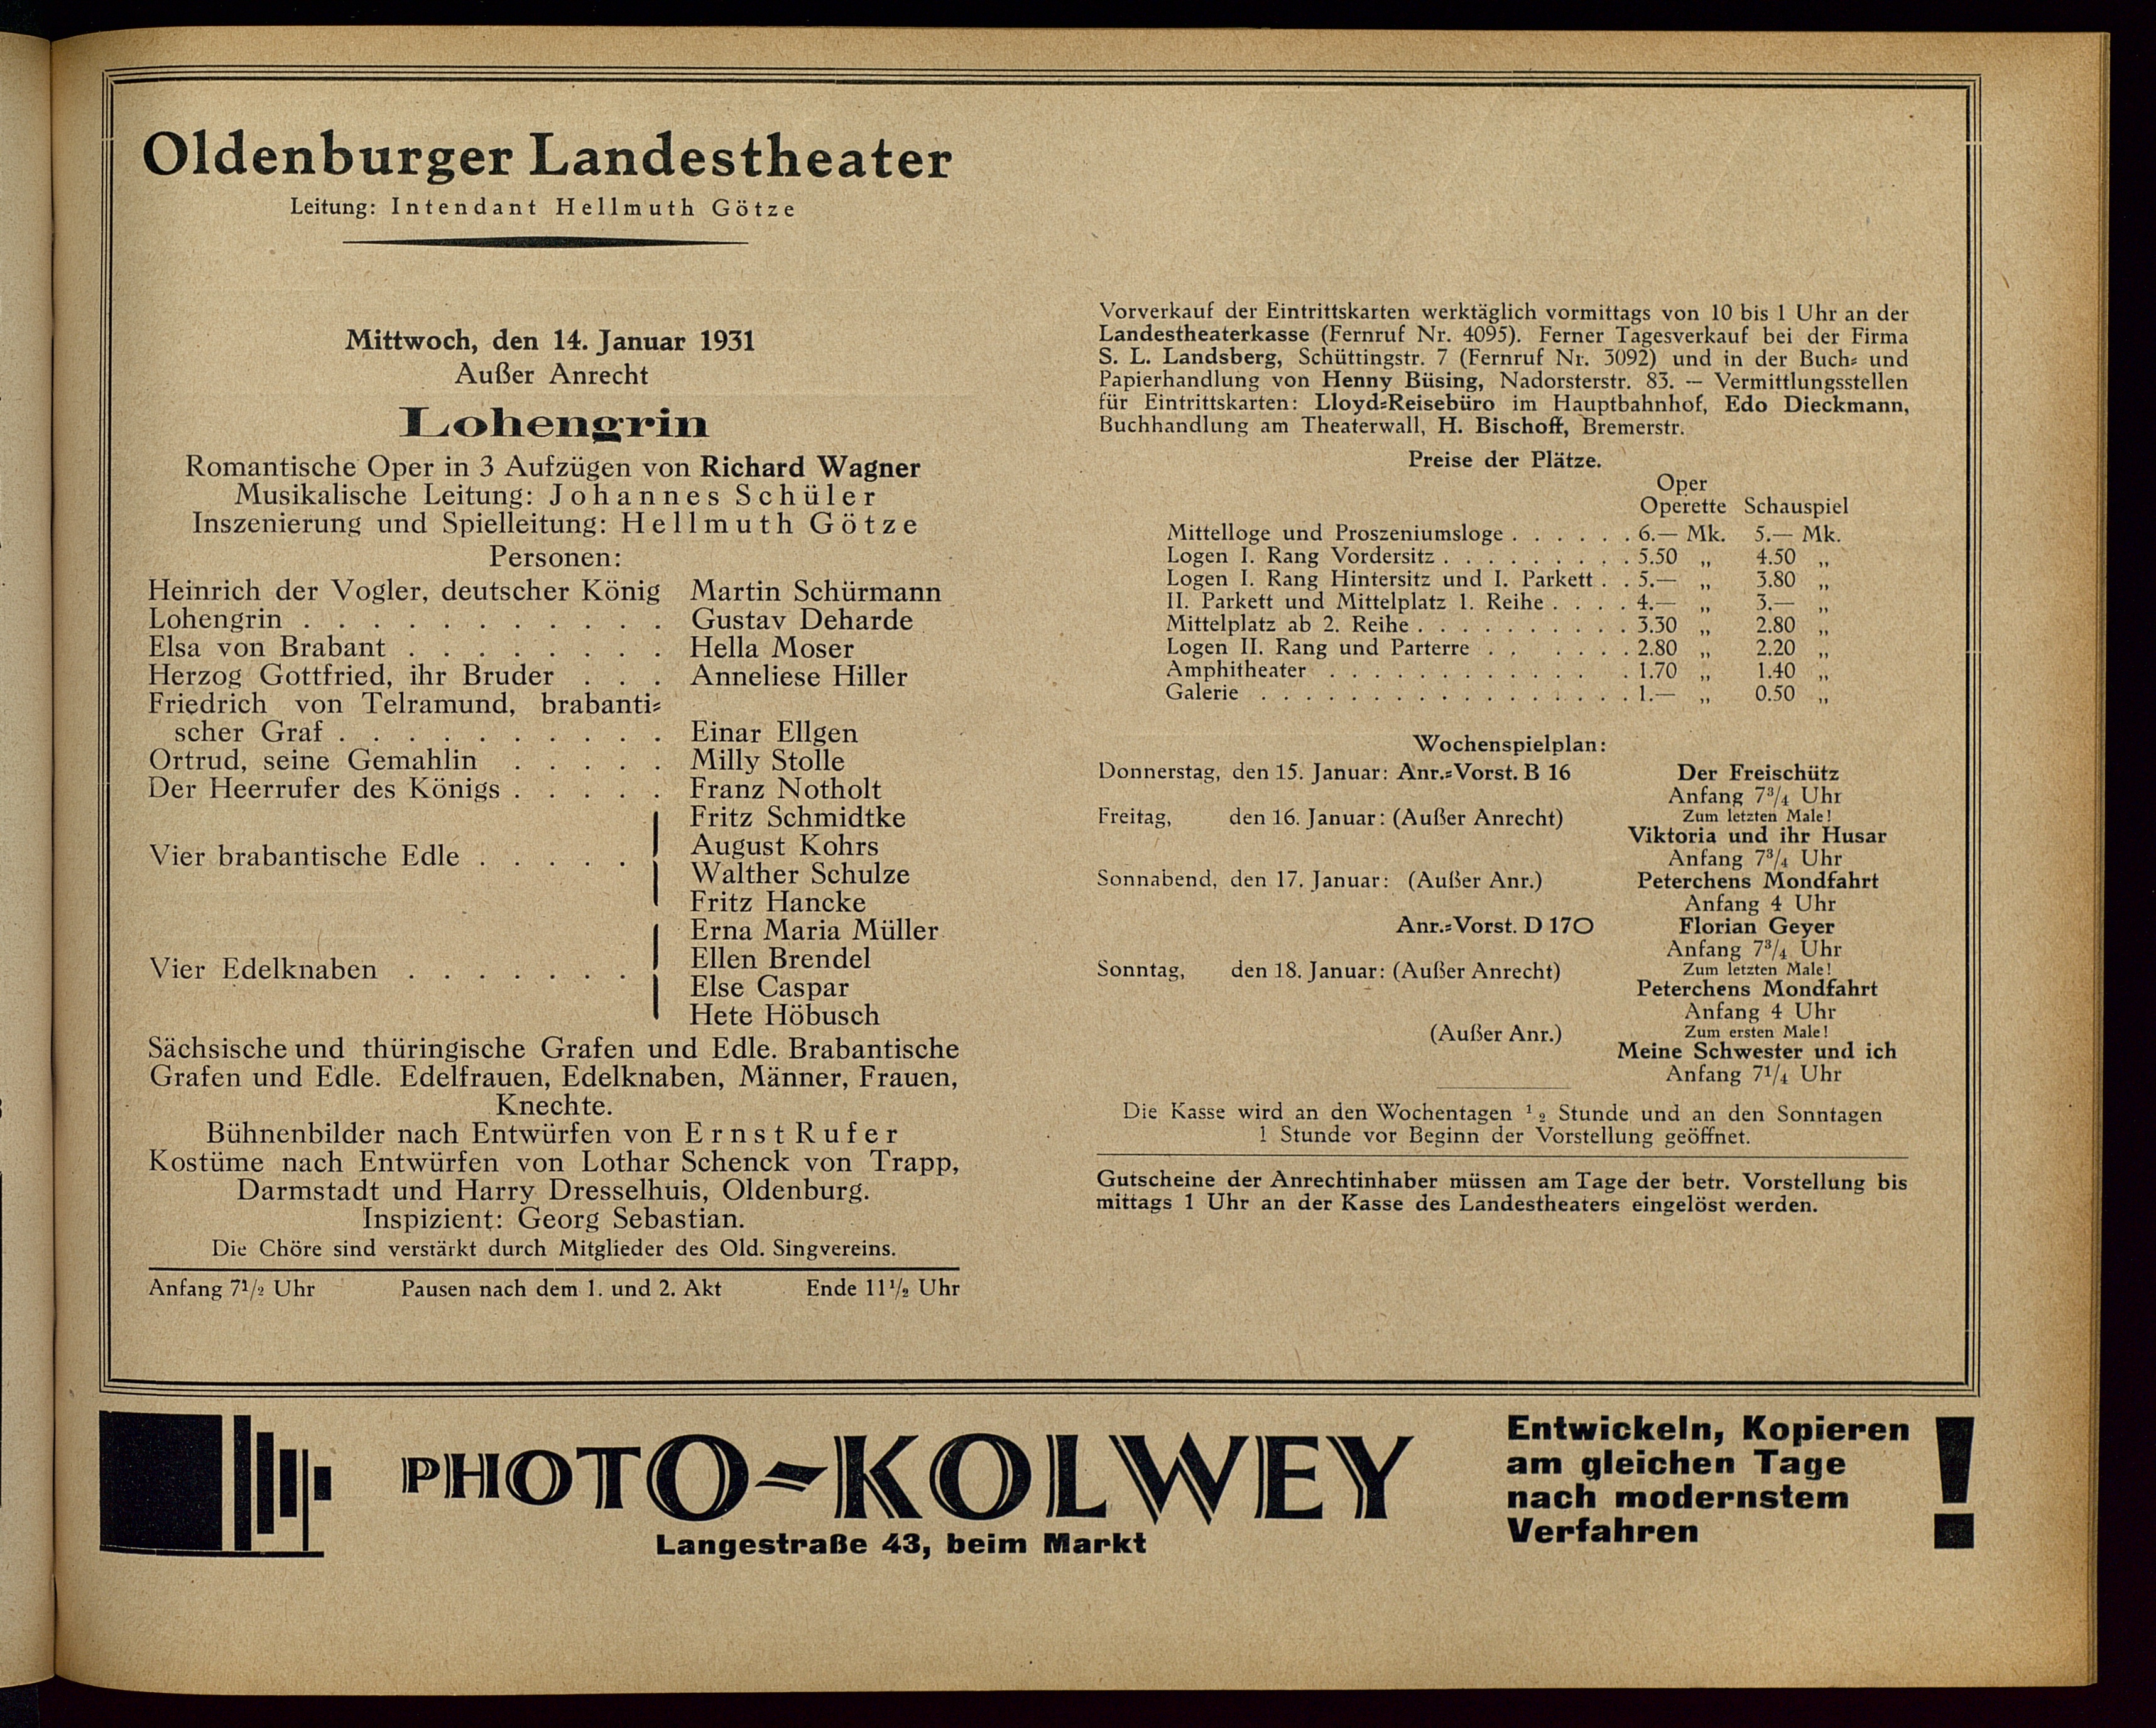 Oldenburger Landestheater
Leitung: Intendant Hellmuth Götze
Mittwoch, den 14. Januar 1931
Außer Anrecht
Lohengrin
Romantische Oper in 3 Aufzügen von Richard Wagner
Musikalische Leitung: Johannes Schüler
Inszenierung und Spielleitung: Hellmuth Götze
Personen:
Heinrich der Vogler, deutscher König Martin Schürmann
Lohengrin . . . . . . . . . . . Gustav Deharde
Elsa von Brabant . . . . . . . . Hella Moser
Herzog Gottfried, ihr Bruder . . . Anneliese Hiller
Friedrich von Telramund, brabanti-
scher Graf . . . . . . . . . . Einar Ellgen
Ortrud, seine Gemahlin . . . . . Milly Stolle
Der Heerrufer des Königs . . . . . Franz Notholt
Vier brabantische Edle . . . . . Fritz Schmidtke
August Kohrs
Walther Schulze
Fritz Hancke
Vier Edelknaben . . . . . . . Erna Maria Müller
Ellen Brendel
Else Caspar
Hete Höbusch
Sächsische und thüringische Grafen und Edle. Brabantische
Grafen und Edle. Edelfrauen, Edelknaben, Männer, Frauen,
Knechte.
Bühnenbilder nach Entwürfen von Ernst Rufer
Kostüme nach Entwürfen von Lothar Schenck von Trapp,
Darmstadt und Harry Dresselhuis, Oldenburg.
Inspizient: Georg Sebastian.
Die Chöre sind verstärkt durch Mitglieder des Old. Singvereins.
Anfang 7½ Uhr Pausen nach dem 1. und 2. Akt Ende 11½ Uhr
Vorverkauf der Eintrittskarten werktäglich vormittags von 10 bis 1 Uhr an der
Landestheaterkasse (Fernruf Nr. 4095). Ferner Tagesverkauf bei der Firma
S. L. Landsberg, Schüttingstr. 7 (Fernruf Nr. 3092) und in der Buch- und
Papierhandlung von Henny Büsing, Nadorsterstr. 83. — Vermittlungsstellen
für Eintrittskarten: Lloyd-Reisebüro im Hauptbahnhof, Edo Dieckmann,
Buchhandlung am Theaterwall, H. Bischoff, Bremerstr.
Preise der Plätze.
Oper
Operette Schauspiel
Mittelloge und Proszeniumsloge . . . . . . 6.— Mk. 5.— Mk.
Logen I. Rang Vordersitz . . . . . . . . . 5.50 „ 4.50 „
Logen I. Rang Hintersitz und I. Parkett . . 5.— „ 3.80 „
II. Parkett und Mittelplatz 1. Reihe . . . . 4.— „ 3.— „
Mittelplatz ab 2. Reihe . . . . . . . . . . 3.30 „ 2.80 „
Logen II. Rang und Parterre . . . . . . 2.80 „ 2.20 „
Amphitheater . . . . . . . . . . . . . 1.70 „ 1.40 „
Galerie . . . . . . . . . . . . . . . . . 1.— „ 0.50 „
Wochenspielplan:
Donnerstag, den 15. Januar: Anr.-Vorst. B 16 Der Freischütz
Anfang 7¾ Uhr
Zum letzten Male!
Freitag, den 16. Januar: (Außer Anrecht) Viktoria und ihr Husar
Anfang 7¾ Uhr
Sonnabend, den 17. Januar: (Außer Anr.) Peterchens Mondfahrt
Anfang 4 Uhr
Anr.-Vorst. D 17O Florian Geyer
Anfang 7¾ Uhr
Zum letzten Male!
Sonntag, den 18. Januar: (Außer Anrecht) Peterchens Mondfahrt
Anfang 4 Uhr
Zum ersten Male!
(Außer Anr.) Meine Schwester und ich
Anfang 7¼ Uhr
Die Kasse wird an den Wochentagen ½ Stunde und an den Sonntagen
1 Stunde vor Beginn der Vorstellung geöffnet.
Gutscheine der Anrechtinhaber müssen am Tage der betr. Vorstellung bis
mittags 1 Uhr an der Kasse des Landestheaters eingelöst werden.
PHOTO-KOLWEY
Langestraße 43, beim Markt
Entwickeln, Kopieren
am gleichen Tage
nach modernstem
Verfahren !